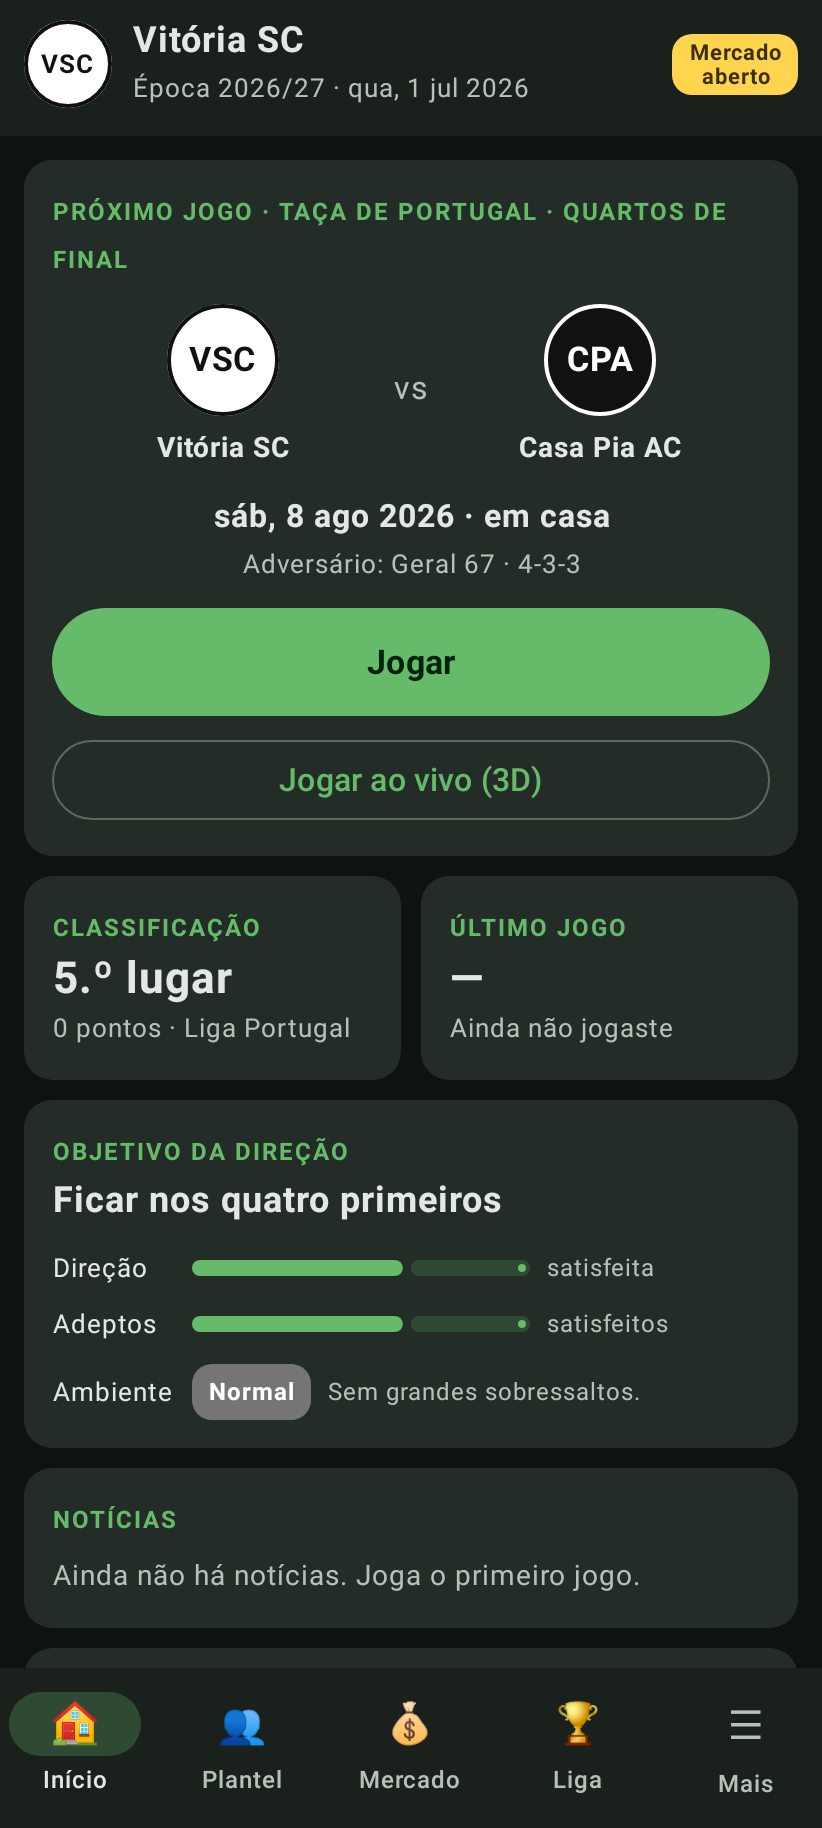 VSC
Vitória SC
Época 2026/27 · qua, 1 jul 2026
Mercado
aberto
PRÓXIMO JOGO · TAÇA DE PORTUGAL · QUARTOS DE
FINAL
VSC
vs
CPA
Vitória SC
Casa Pia AC
sáb, 8 ago 2026 · em casa
Adversário: Geral 67 · 4-3-3
Jogar
Jogar ao vivo (3D)
CLASSIFICAÇÃO
5.º lugar
0 pontos · Liga Portugal
ÚLTIMO JOGO
—
Ainda não jogaste
OBJETIVO DA DIREÇÃO
Ficar nos quatro primeiros
Direção satisfeita
Adeptos satisfeitos
Ambiente Normal Sem grandes sobressaltos.
NOTÍCIAS
Ainda não há notícias. Joga o primeiro jogo.
Início Plantel Mercado Liga Mais